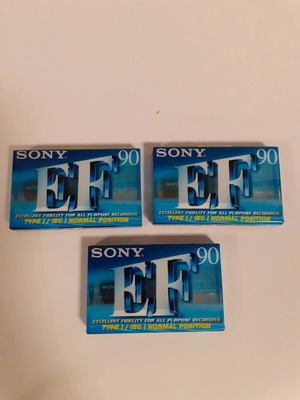 SONY
EF 90
EXCELLENT FIDELITY FOR ALL PURPOSE RECORDING
TYPE I / IEC I NORMAL POSITION
SONY
EF 90
EXCELLENT FIDELITY FOR ALL PURPOSE RECORDING
TYPE I / IEC I NORMAL POSITION
SONY
EF 90
EXCELLENT FIDELITY FOR ALL PURPOSE RECORDING
TYPE I / IEC I NORMAL POSITION